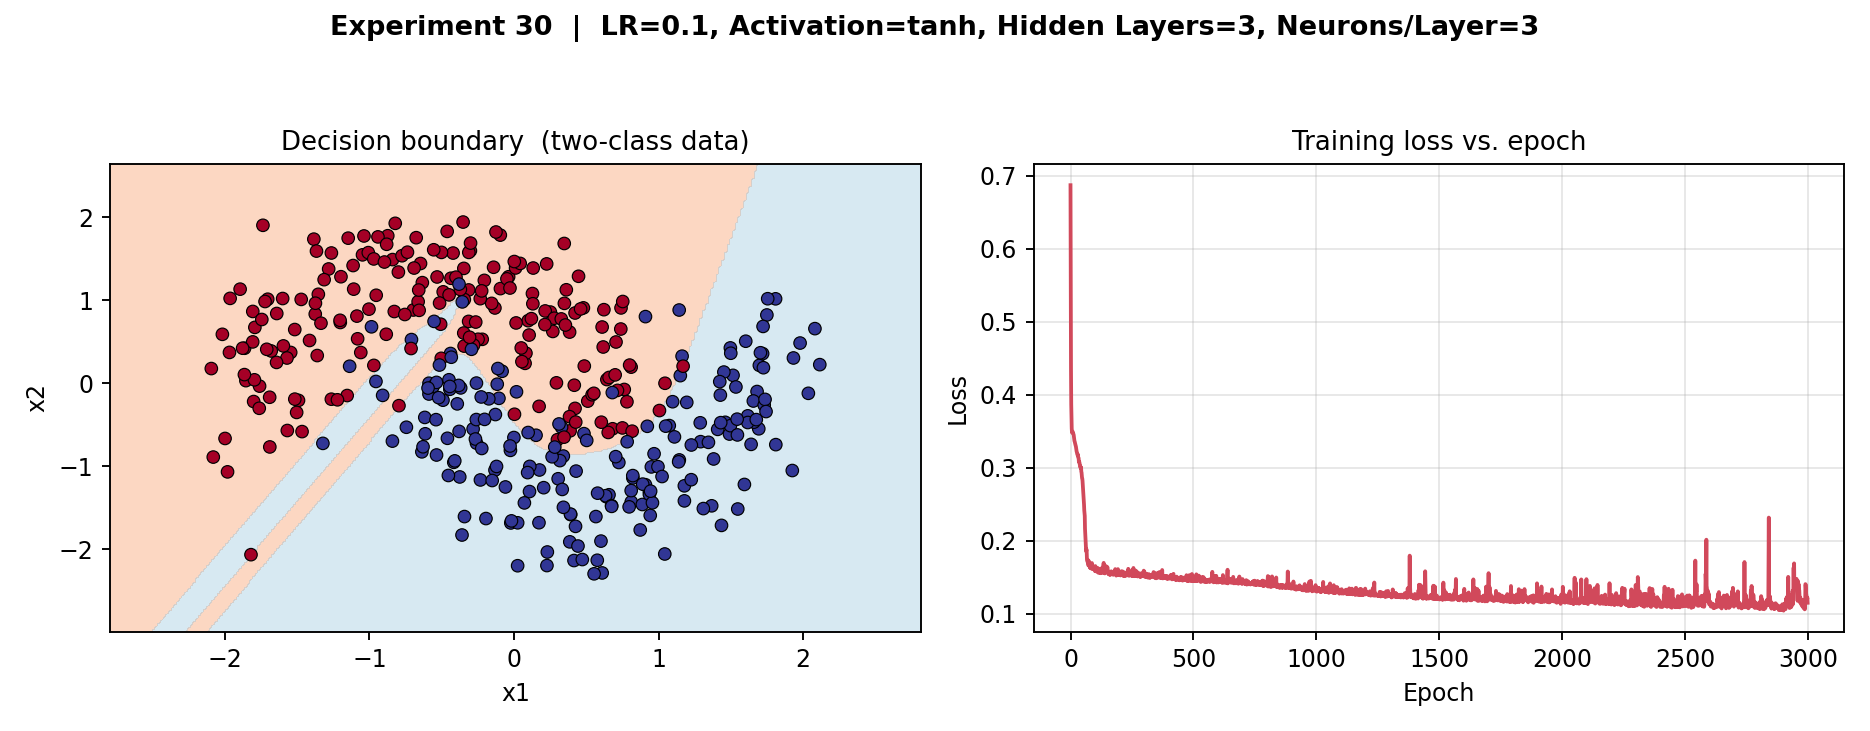 Experiment 30 | LR=0.1, Activation=tanh, Hidden Layers=3, Neurons/Layer=3
Decision boundary (two-class data)
x2
2
1
0
−1
−2
−2 −1 0 1 2
x1
Training loss vs. epoch
Loss
0.7
0.6
0.5
0.4
0.3
0.2
0.1
0 500 1000 1500 2000 2500 3000
Epoch